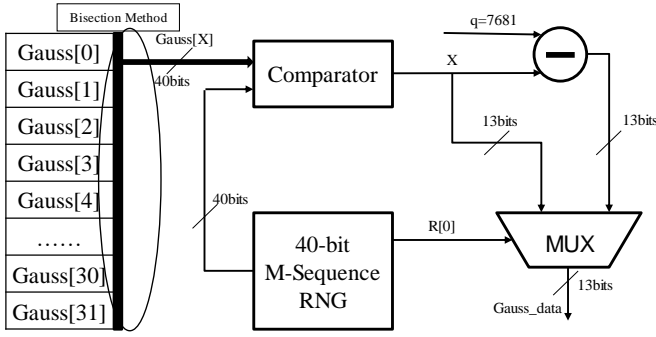 Bisection Method
Gauss[0]
Gauss[1]
Gauss[2]
Gauss[3]
Gauss[4]
......
Gauss[30]
Gauss[31]
Gauss[X]
40bits
Comparator
40bits
40-bit
M-Sequence
RNG
q=7681
X
13bits
13bits
R[0]
MUX
13bits
Gauss_data